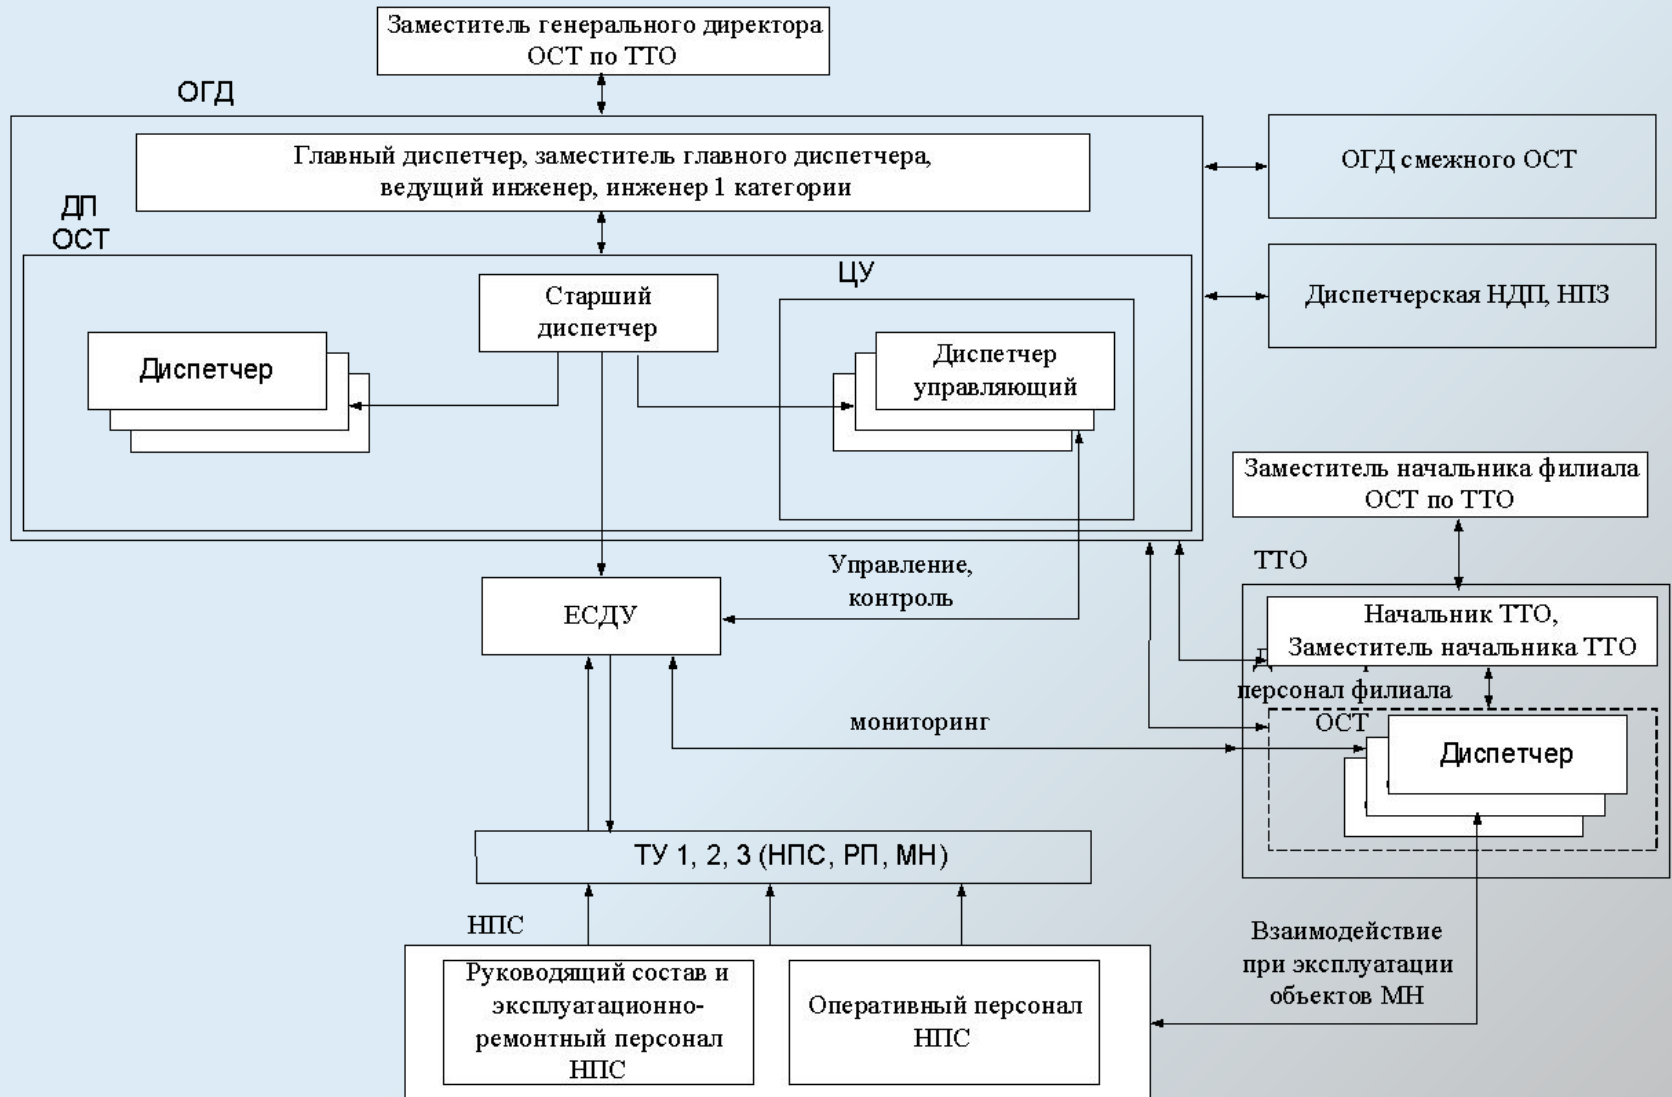 Заместитель генерального директора
ОСТ по ТТО
ОГД
Главный диспетчер, заместитель главного диспетчера,
ведущий инженер, инженер 1 категории
ОГД смежного ОСТ
ДП
ОСТ
ЦУ
Старший
диспетчер
Диспетчерская НДП, НПЗ
Диспетчер
Диспетчер
управляющий
Заместитель начальника филиала
ОСТ по ТТО
Управление,
контроль
ТТО
ЕСДУ
Начальник ТТО,
Заместитель начальника ТТО
персонал филиала
ОСТ
мониторинг
Диспетчер
ТУ 1, 2, 3 (НПС, РП, МН)
НПС
Взаимодействие
при эксплуатации
объектов МН
Руководящий состав и
эксплуатационно-
ремонтный персонал
НПС
Оперативный персонал
НПС